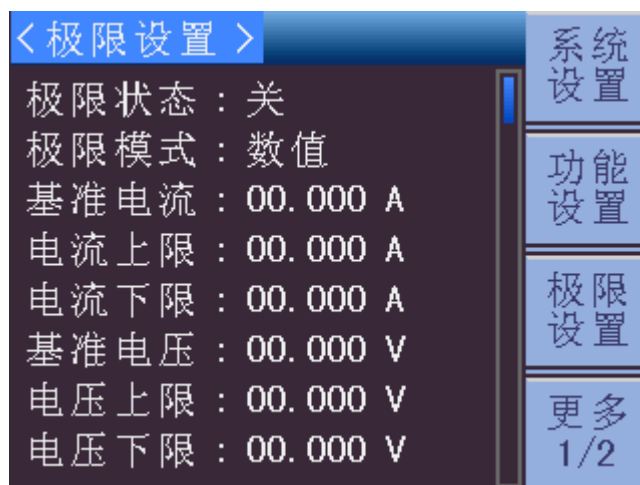 <极限设置>
极限状态:关
极限模式:数值
基准电流:00.000 A
电流上限:00.000 A
电流下限:00.000 A
基准电压:00.000 V
电压上限:00.000 V
电压下限:00.000 V
系统
设置
功能
设置
极限
设置
更多
1/2